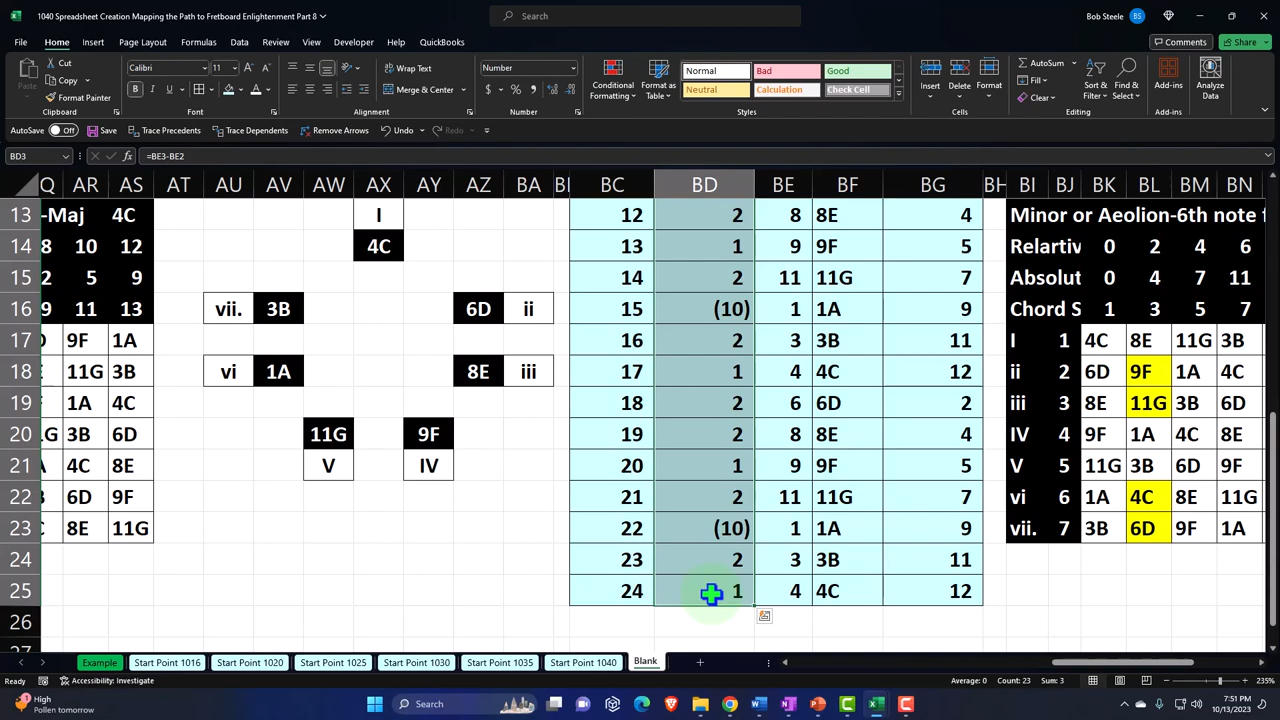 1040 Spreadsheet Creation Mapping the Path to Fretboard Enlightenment Part 8
Search
Bob Steele BS
File Home Insert Page Layout Formulas Data Review View Developer Help QuickBooks
Comments Share
Paste Cut Copy Format Painter Clipboard
Calibri 11 B I U A Font
Wrap Text Merge & Center Alignment
Number $ % Number
Conditional Formatting Format as Table
Normal Bad Good
Neutral Calculation Check Cell
Styles
Insert Delete Format Cells
AutoSum Fill Clear Sort & Filter Find & Select Editing
Add-ins Add-ins
Analyze Data
AutoSave Off Save Trace Precedents Trace Dependents Remove Arrows Undo Redo
BD3 fx =BE3-BE2
Q AR AS AT AU AV AW AX AY AZ BA BC BD BE BF BG BH BI BJ BK BL BM BN
13 -Maj 4C I 12 2 8 8E 4 Minor or Aeolion-6th note f
14 8 10 12 4C 13 1 9 9F 5 Relartiv 0 2 4 6
15 2 5 9 14 2 11 11G 7 Absolut 0 4 7 11
16 9 11 13 vii. 3B 6D ii 15 (10) 1 1A 9 Chord S 1 3 5 7
17 9F 1A 16 2 3 3B 11 I 1 4C 8E 11G 3B
18 11G 3B vi 1A 8E iii 17 1 4 4C 12 ii 2 6D 9F 1A 4C
19 1A 4C 18 2 6 6D 2 iii 3 8E 11G 3B 6D
20 G 3B 6D 11G 9F 19 2 8 8E 4 IV 4 9F 1A 4C 8E
21 4C 8E V IV 20 1 9 9F 5 V 5 11G 3B 6D 9F
22 6D 9F 21 2 11 11G 7 vi 6 1A 4C 8E 11G
23 8E 11G 22 (10) 1 1A 9 vii. 7 3B 6D 9F 1A
24 23 2 3 3B 11
25 24 1 4 4C 12
26
Example Start Point 1016 Start Point 1020 Start Point 1025 Start Point 1030 Start Point 1035 Start Point 1040 Blank
Ready Accessibility: Investigate Average: 0 Count: 23 Sum: 3 235%
High
Pollen tomorrow
Search
7:51 PM
10/13/2023